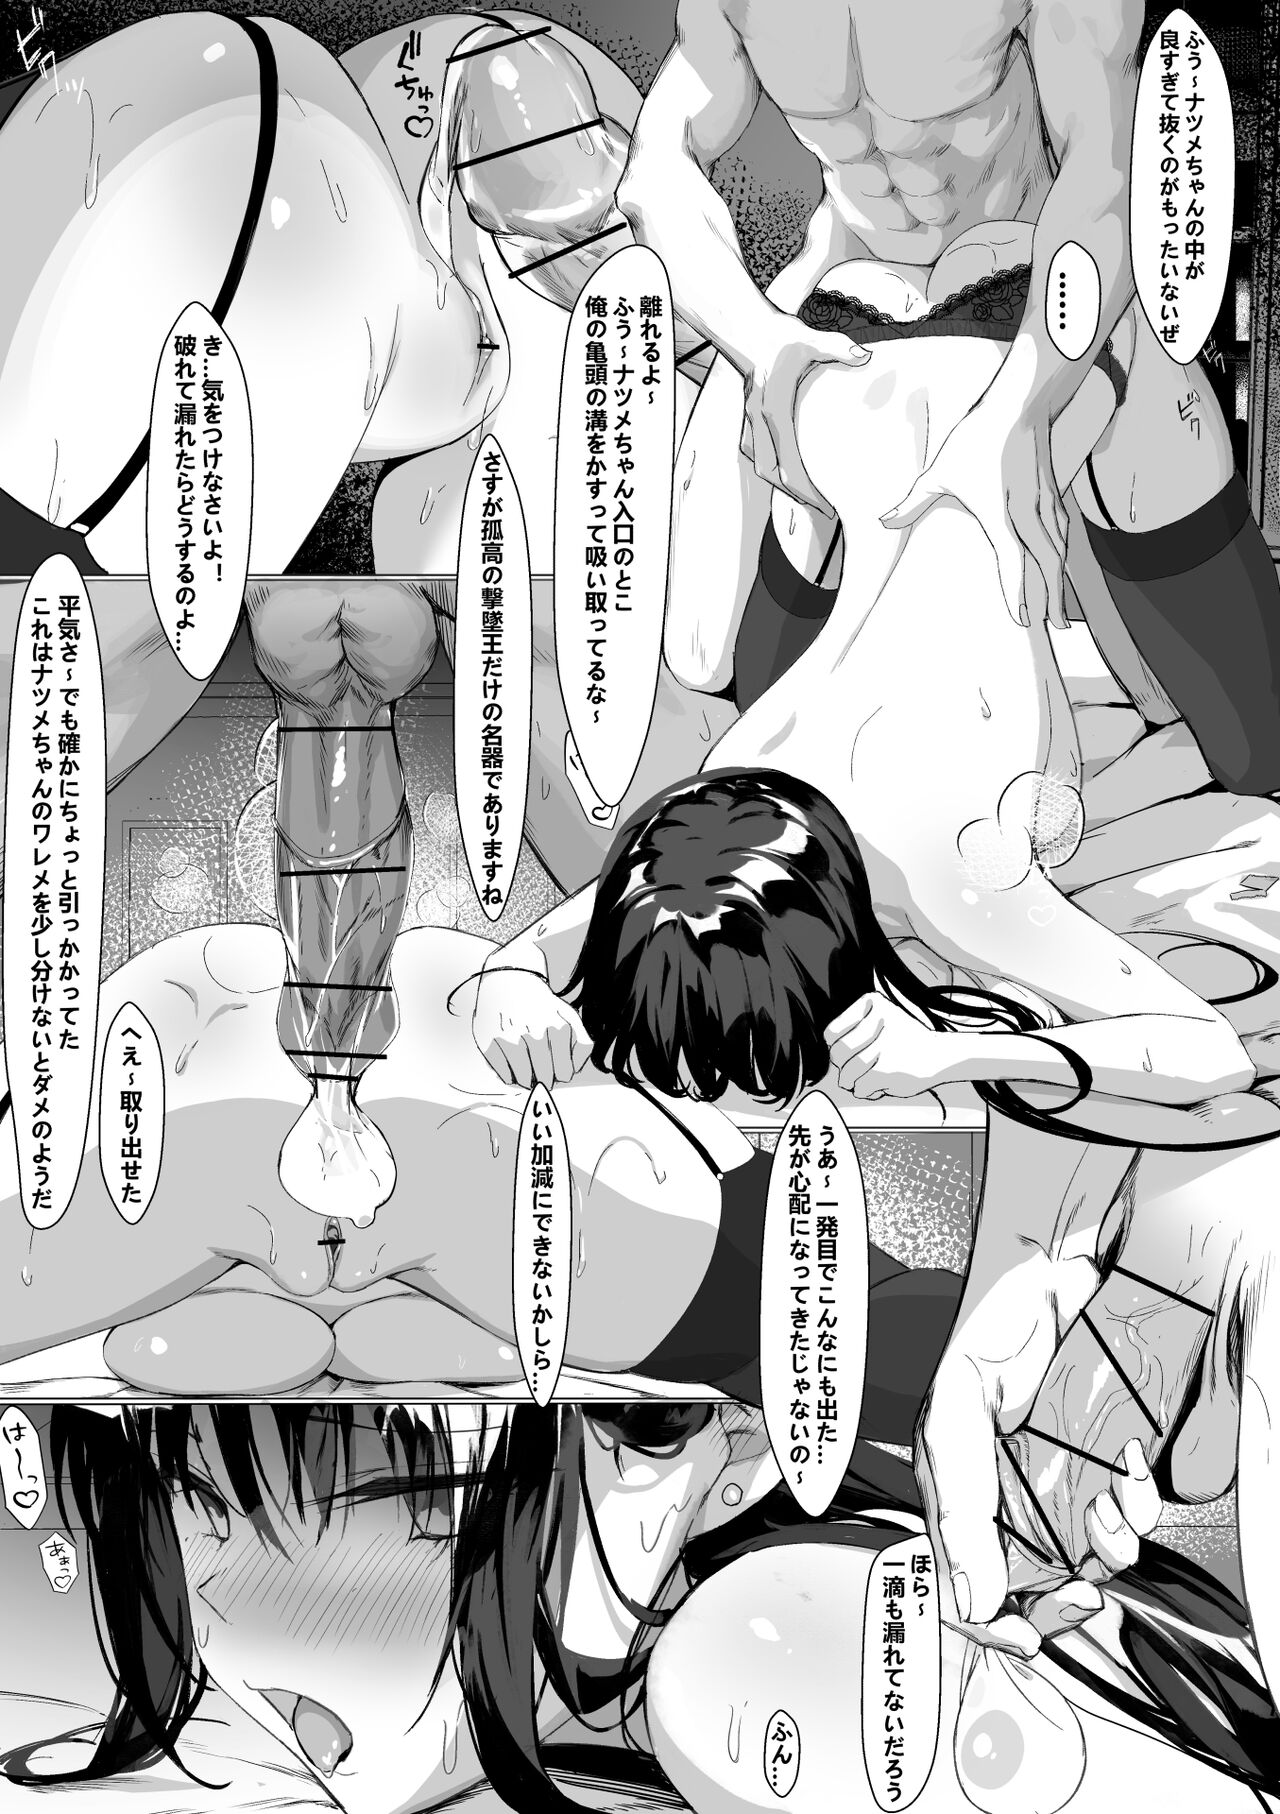 ふぅ～ナツメちゃんの中が
良すぎて抜くのがもったいないぜ
……
ビク
離れるよ～
ふぅ～ナツメちゃん入口のとこ
俺の亀頭の溝をかすって吸い取ってるな～
さすが孤高の撃墜王だけの名器でありますね
ぐちゅっ♡
ビク
き…気をつけなさいよ！
破れて漏れたらどうするのよ…
平気さ～でも確かにちょっと引っかかってた
これはナツメちゃんのワレメを少し分けないとダメのようだ
へえ～取り出せた
いい加減にできないかしら…
うあ～一発目でこんなにも出た…
先が心配になってきたじゃないの～
ほら～
一滴も漏れてないだろう
ふん…
はーっ♡
あぁっ♡